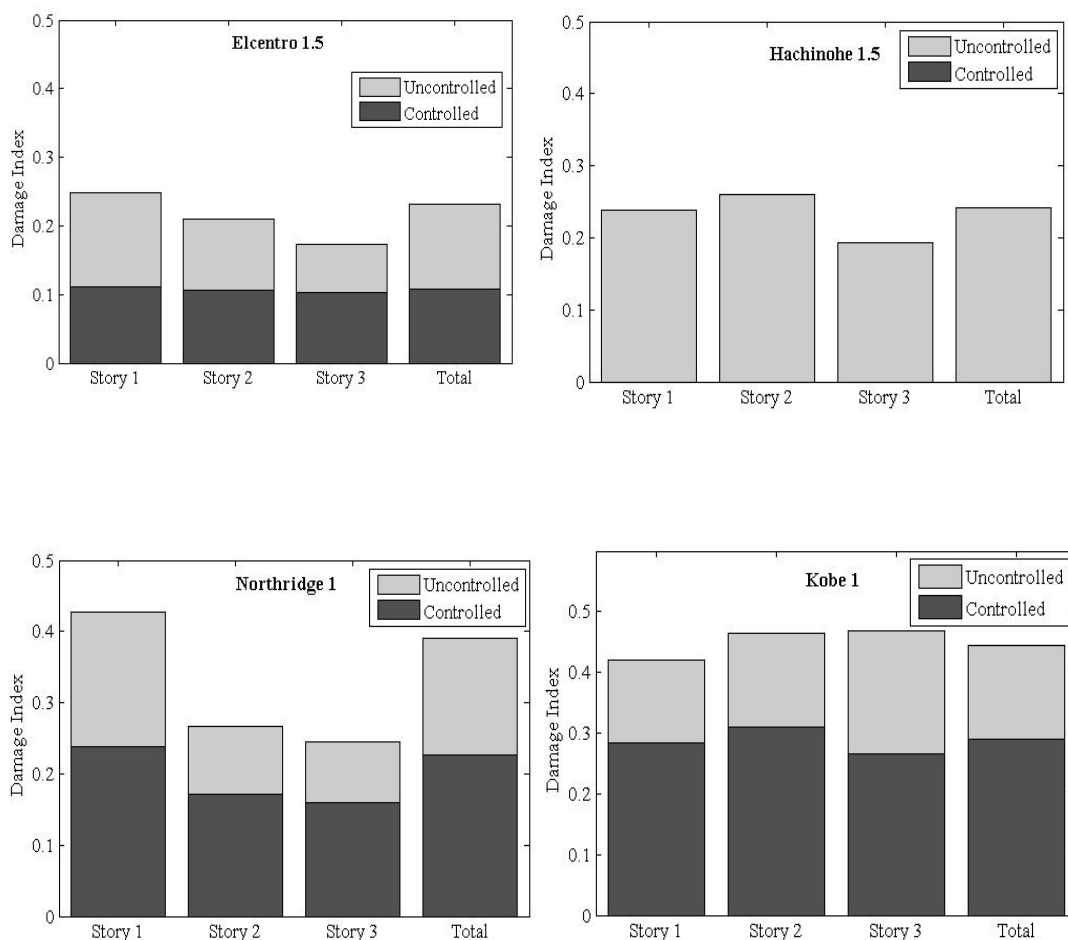 Elcentro 1.5
Uncontrolled
Controlled
Damage Index
0.5
0.4
0.3
0.2
0.1
0
Story 1 Story 2 Story 3 Total
Hachinohe 1.5
Uncontrolled
Controlled
Damage Index
0.5
0.4
0.3
0.2
0.1
0
Story 1 Story 2 Story 3 Total
Northridge 1
Uncontrolled
Controlled
Damage Index
0.5
0.4
0.3
0.2
0.1
0
Story 1 Story 2 Story 3 Total
Kobe 1
Uncontrolled
Controlled
Damage Index
0.5
0.4
0.3
0.2
0.1
0
Story 1 Story 2 Story 3 Total